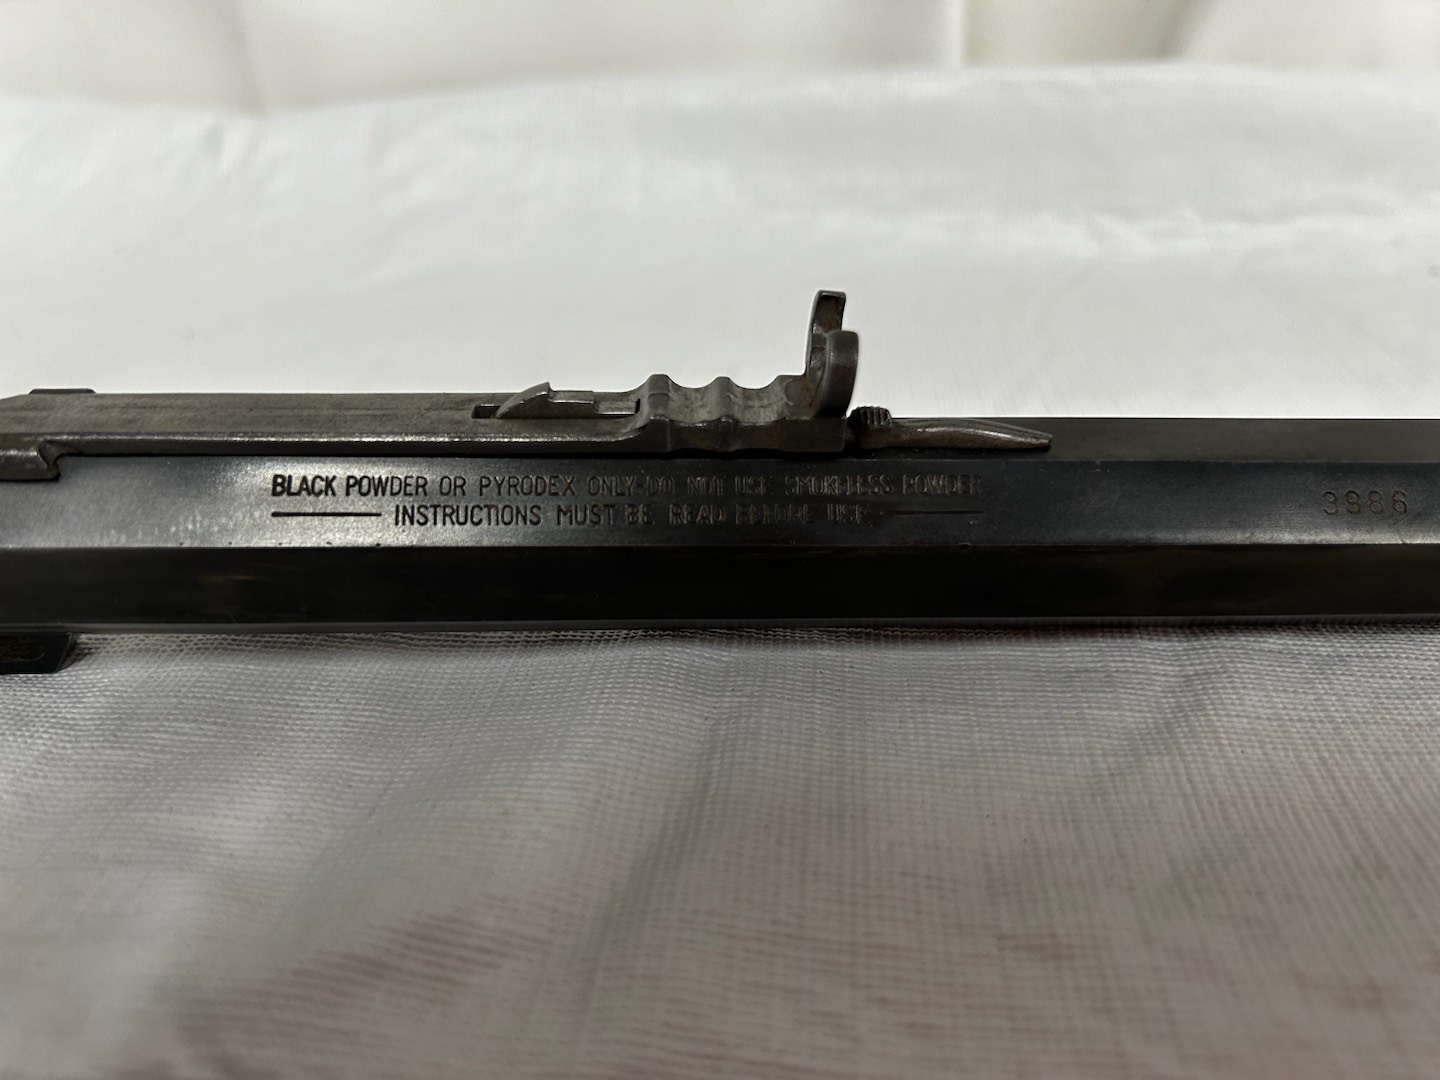 BLACK POWDER OR PYRODEX ONLY-DO NOT USE SMOKELESS POWDER
INSTRUCTIONS MUST BE READ BEFORE USE
3986